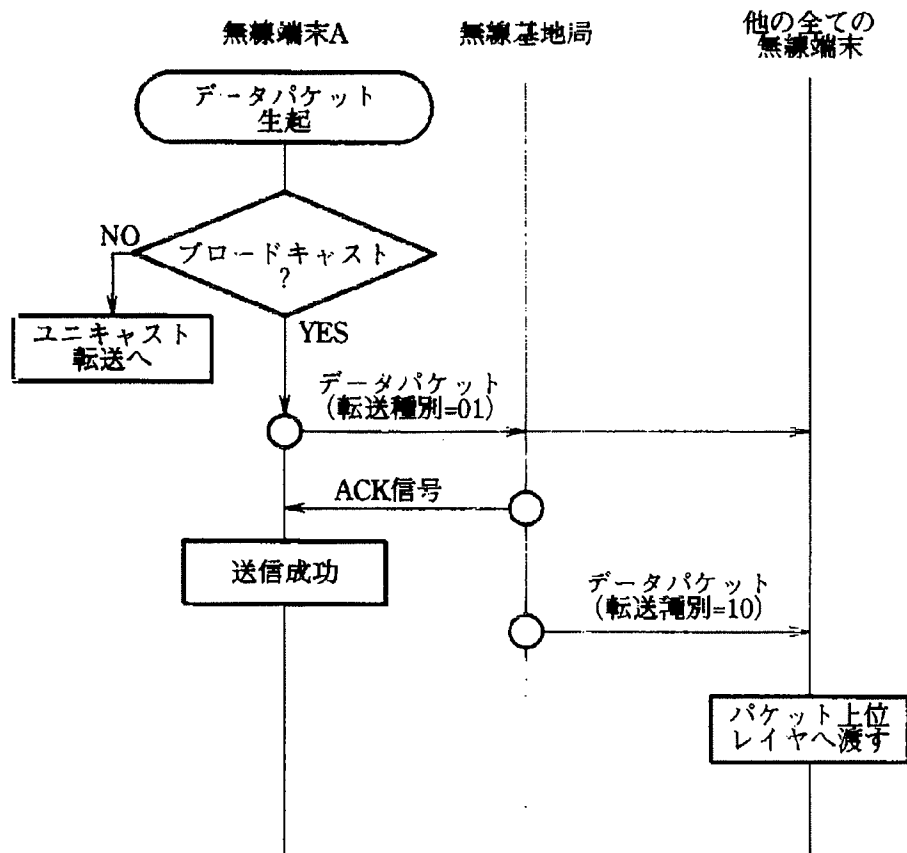 無線端末A
無線基地局
他の全ての
無線端末
データパケット
生起
NO
ブロードキャスト
?
YES
ユニキャスト
転送へ
データパケット
(転送種別=01)
ACK信号
送信成功
データパケット
(転送種別=10)
パケット上位
レイヤへ渡す